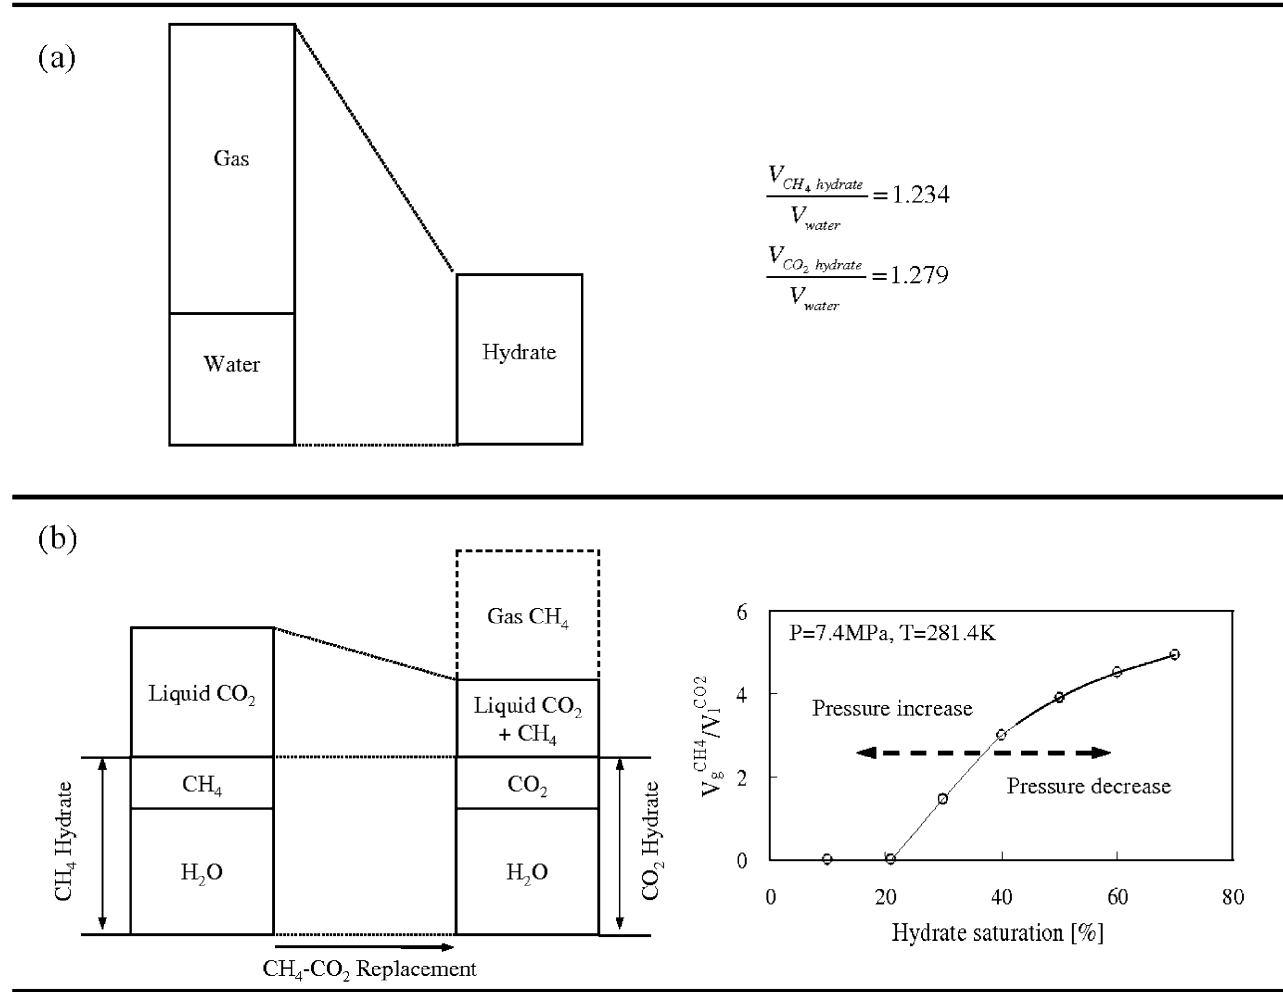 (a)
Gas
Water
Hydrate
V_{CH₄ hydrate} / V_{water} = 1.234
V_{CO₂ hydrate} / V_{water} = 1.279
(b)
Liquid CO₂
CH₄
H₂O
CH₄ Hydrate
Gas CH₄
Liquid CO₂
+ CH₄
CO₂
H₂O
CO₂ Hydrate
CH₄-CO₂ Replacement
P=7.4MPa, T=281.4K
Pressure increase
Pressure decrease
V_g^{CH4}/V_l^{CO2}
6
4
2
0
0 20 40 60 80
Hydrate saturation [%]